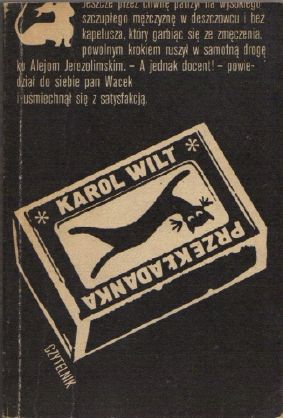 Jeszcze przez chwilę patrzył na wysokiego
szczupłego mężczyznę w deszczowcu i bez
kapelusza, który garbiąc się ze zmęczenia,
powolnym krokiem ruszył w samotną drogę
ku Alejom Jerozolimskim. – A jednak docent! – powie-
dział do siebie pan Wacek
i uśmiechnął się z satysfakcją.
* KAROL WILT *
PRZEKŁADANKA
CZYTELNIK